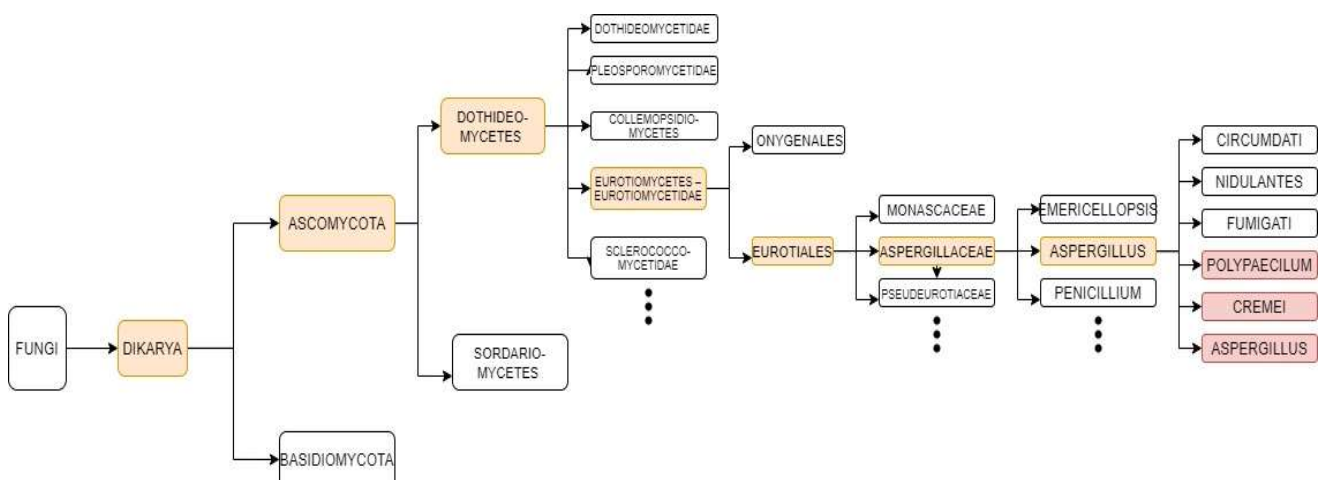 FUNGI
DIKARYA
ASCOMYCOTA
BASIDIOMYCOTA
DOTHIDEO-
MYCETES
SORDARIO-
MYCETES
DOTHIDEOMYCETIDAE
PLEOSPOROMYCETIDAE
COLLEMOPSIDIO-
MYCETES
EUROTIOMYCETES –
EUROTIOMYCETIDAE
SCLEROCOCCO-
MYCETIDAE
ONYGENALES
EUROTIALES
MONASCACEAE
ASPERGILLACEAE
PSEUDEUROTIACEAE
EMERICELLOPSIS
ASPERGILLUS
PENICILLIUM
CIRCUMDATI
NIDULANTES
FUMIGATI
POLYPAECILUM
CREMEI
ASPERGILLUS